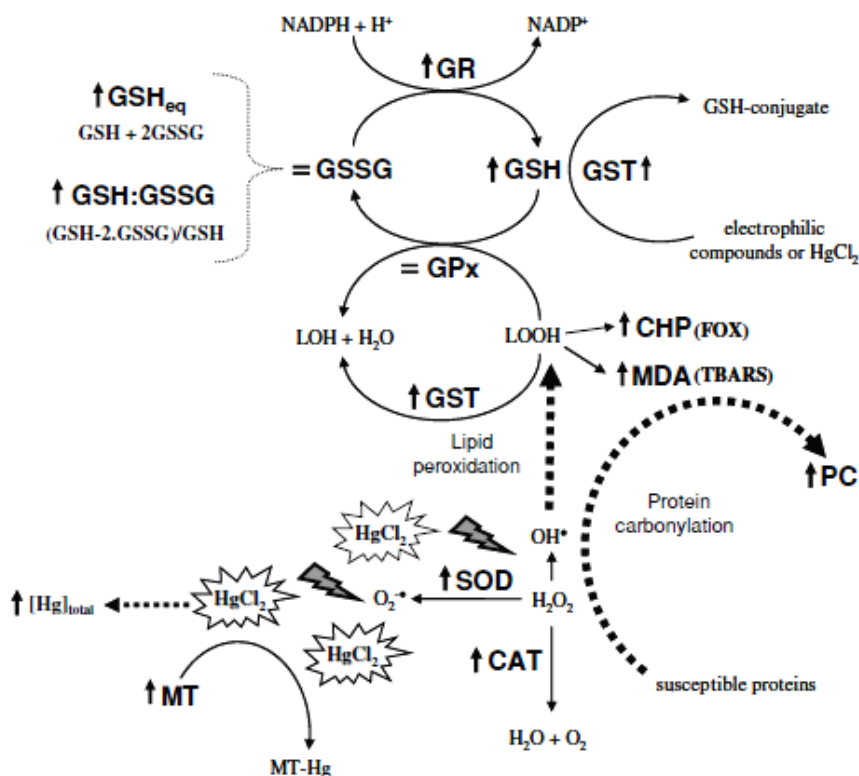 NADPH + H⁺
NADP⁺
↑GR
↑GSHeq
GSH + 2GSSG
GSH-conjugate
= GSSG
↑GSH
GST↑
↑ GSH:GSSG
(GSH-2.GSSG)/GSH
electrophilic
compounds or HgCl₂
= GPx
LOH + H₂O
LOOH
↑CHP(FOX)
↑MDA(TBARS)
↑GST
Lipid
peroxidation
↑PC
Protein
carbonylation
HgCl₂
OH•
↑SOD
↑ [Hg]total
HgCl₂
O₂⁻•
H₂O₂
HgCl₂
↑CAT
↑MT
susceptible proteins
H₂O + O₂
MT-Hg